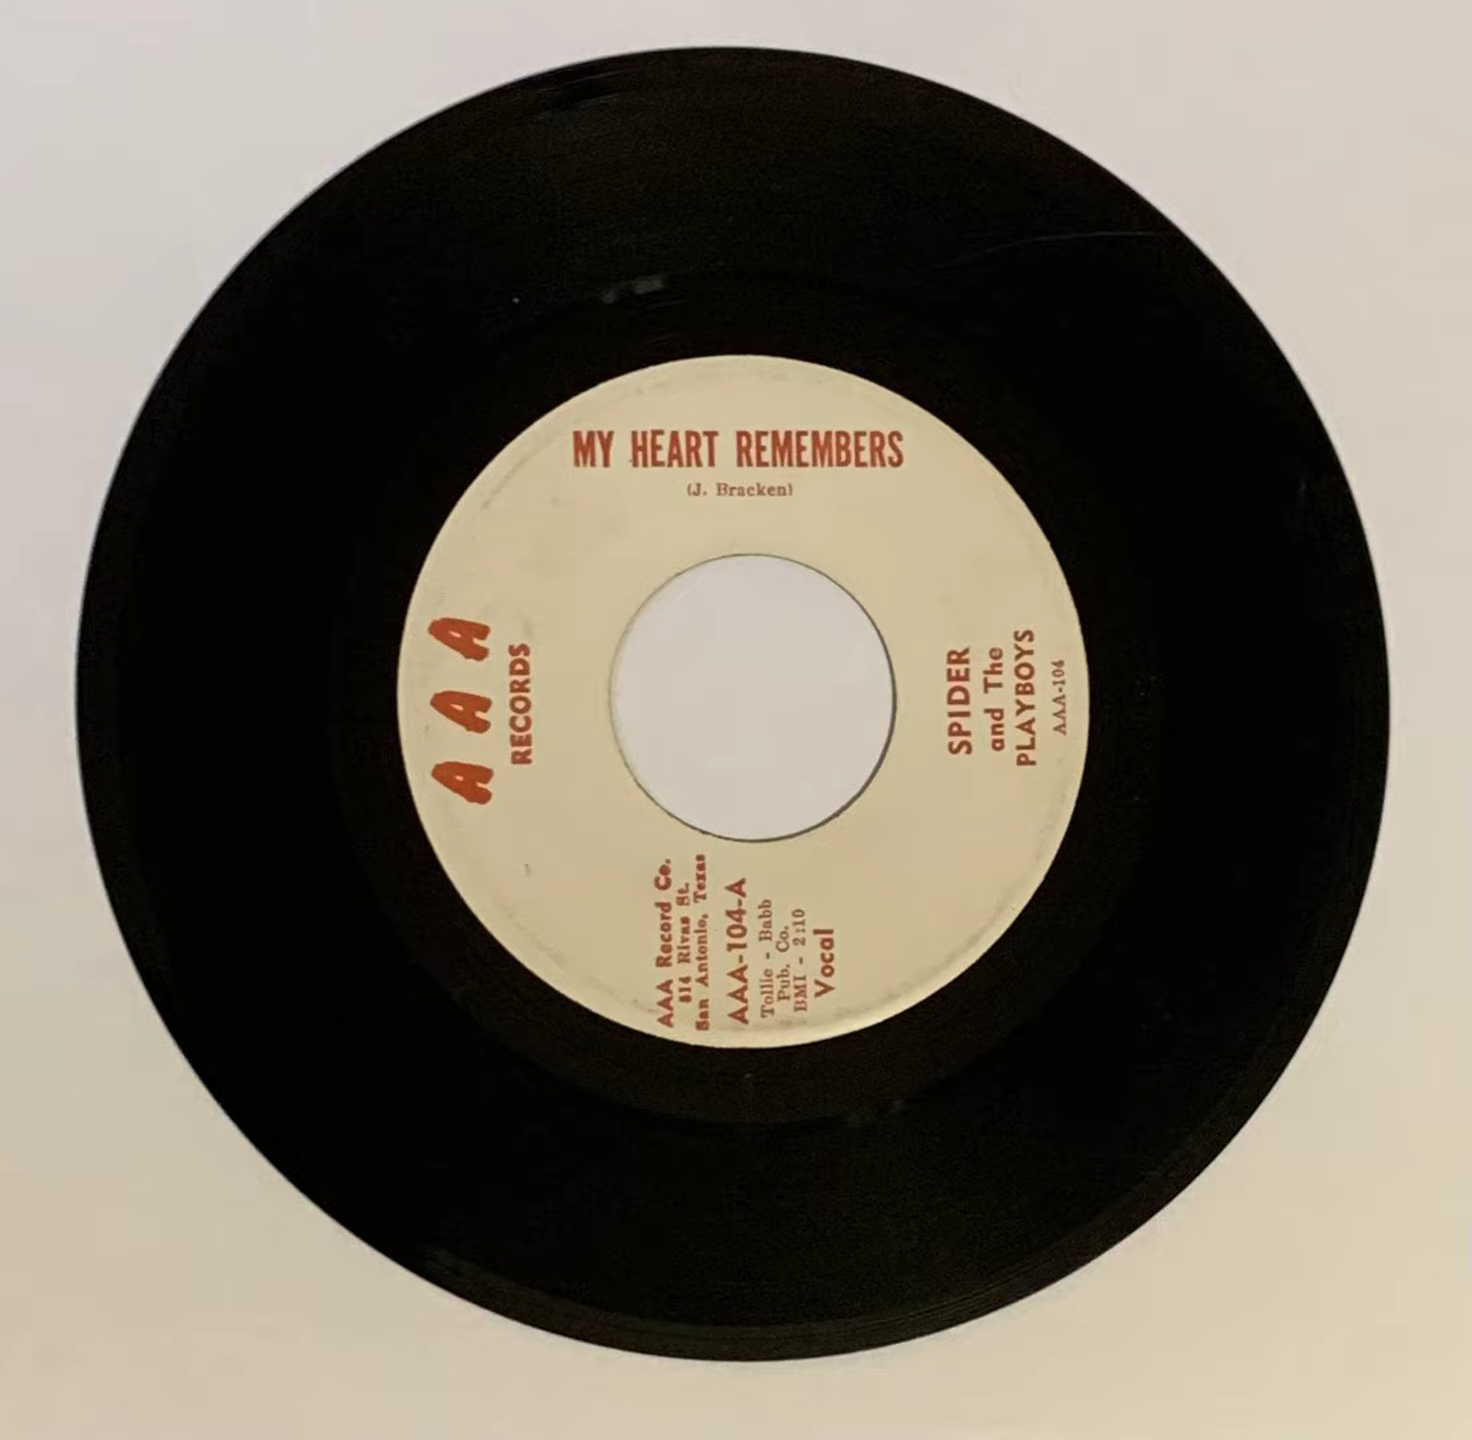 A A A
RECORDS
MY HEART REMEMBERS
(J. Bracken)
AAA Record Co.
814 Rivas St.
San Antonio, Texas
AAA-104-A
Tollie - Babb
Pub. Co.
BMI - 2:10
Vocal
SPIDER
and The
PLAYBOYS
AAA-104